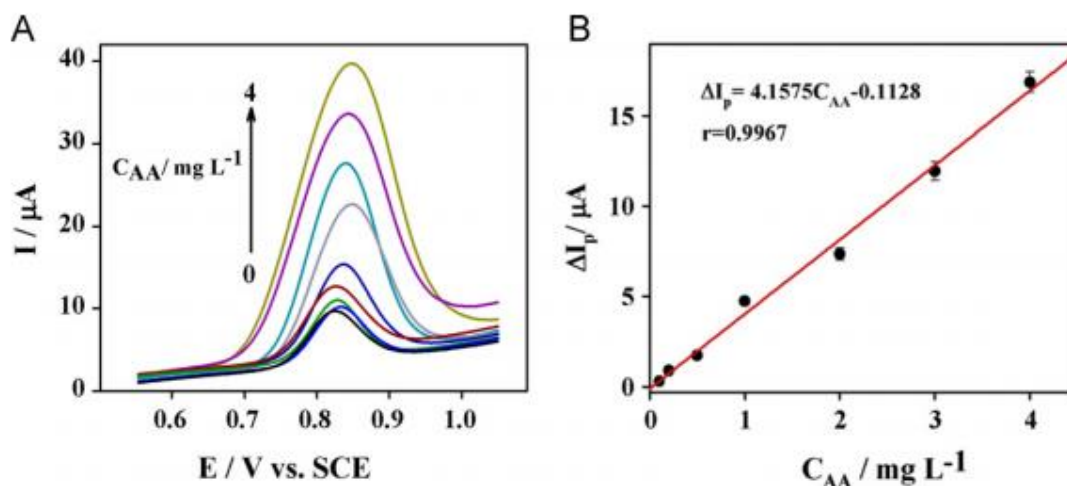 A
40
30
20
10
0
I / μA
4
C_AA/ mg L⁻¹
0
0.6 0.7 0.8 0.9 1.0
E / V vs. SCE
B
15
10
5
0
ΔI_p/ μA
ΔI_p= 4.1575C_AA-0.1128
r=0.9967
0 1 2 3 4
C_AA / mg L⁻¹